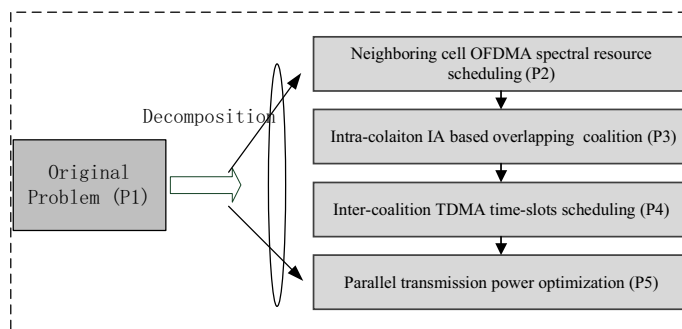 Neighboring cell OFDMA spectral resource
scheduling (P2)
Decomposition
Intra-colaiton IA based overlapping coalition (P3)
Original
Problem (P1)
Inter-coalition TDMA time-slots scheduling (P4)
Parallel transmission power optimization (P5)